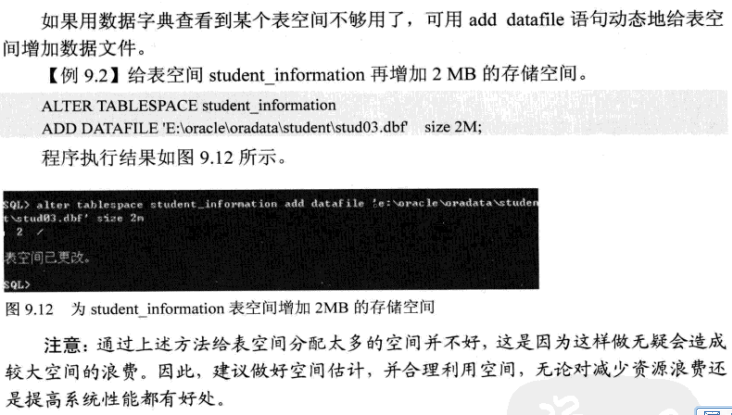 如果用数据字典查看到某个表空间不够用了，可用 add datafile 语句动态地给表空
间增加数据文件。
【例 9.2】给表空间 student_information 再增加 2 MB 的存储空间。
ALTER TABLESPACE student_information
ADD DATAFILE 'E:\oracle\oradata\student\stud03.dbf' size 2M;
程序执行结果如图 9.12 所示。
SQL> alter tablespace student_information add datafile 'e:\oracle\oradata\studen
t\stud03.dbf' size 2m
2 /
表空间已更改。
SQL>
图 9.12 为 student_information 表空间增加 2MB 的存储空间
注意：通过上述方法给表空间分配太多的空间并不好，这是因为这样做无疑会造成
较大空间的浪费。因此，建议做好空间估计，并合理利用空间，无论对减少资源浪费还
是提高系统性能都有好处。